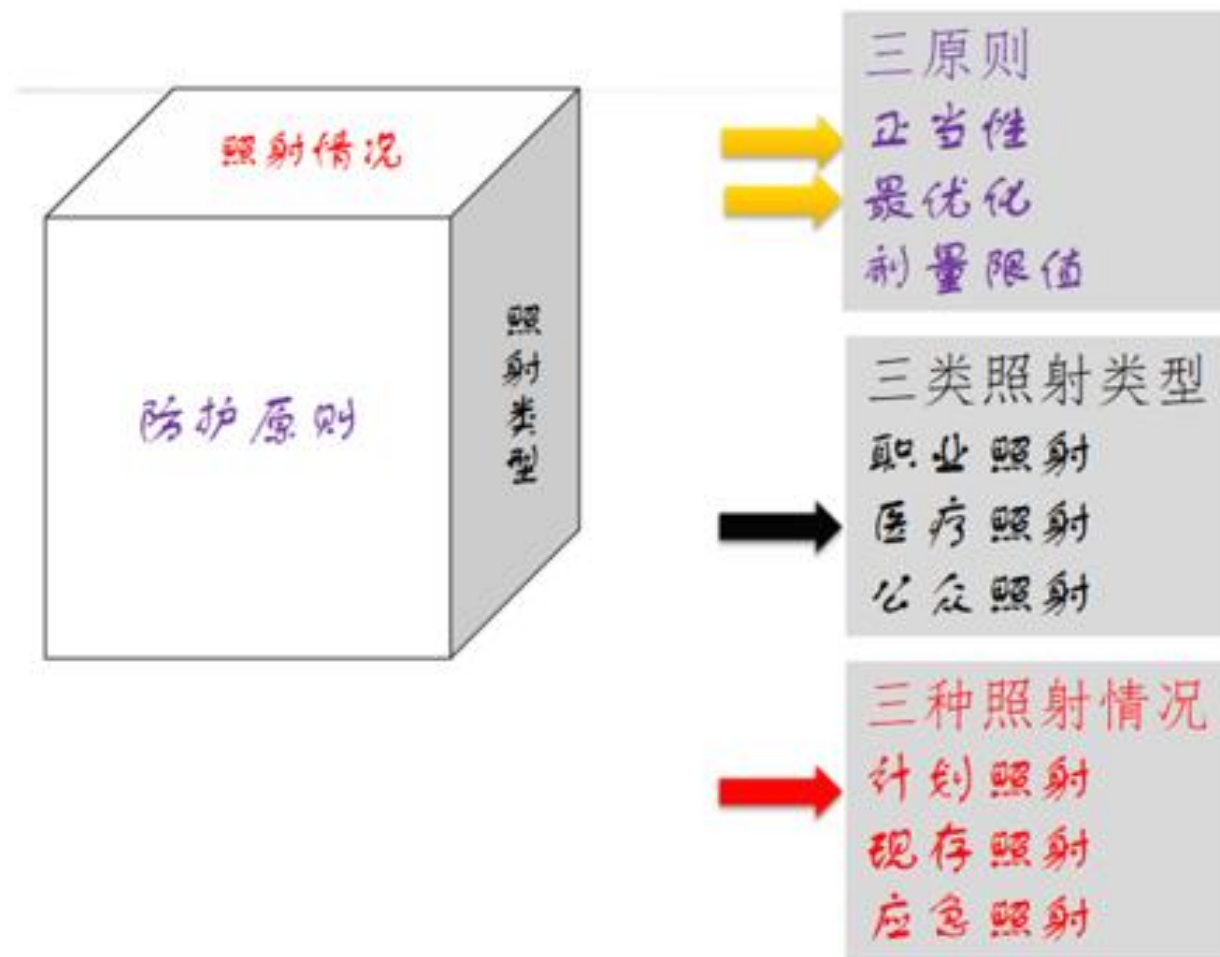 照射情况
防护原则
照射类型
三原则
正当性
最优化
剂量限值
三类照射类型
职业照射
医疗照射
公众照射
三种照射情况
计划照射
现存照射
应急照射